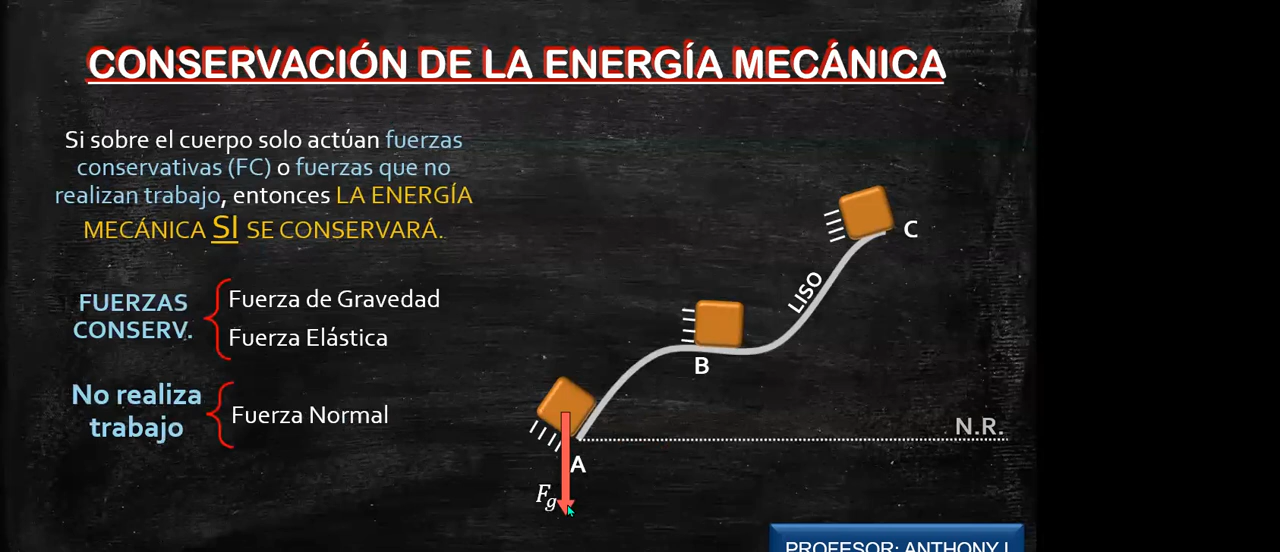 CONSERVACIÓN DE LA ENERGÍA MECÁNICA
Si sobre el cuerpo solo actúan fuerzas
conservativas (FC) o fuerzas que no
realizan trabajo, entonces LA ENERGÍA
MECÁNICA SI SE CONSERVARÁ.
FUERZAS
CONSERV.
Fuerza de Gravedad
Fuerza Elástica
No realiza
trabajo
Fuerza Normal
C
LISO
B
N.R.
A
Fg
PROFESOR: ANTHONY